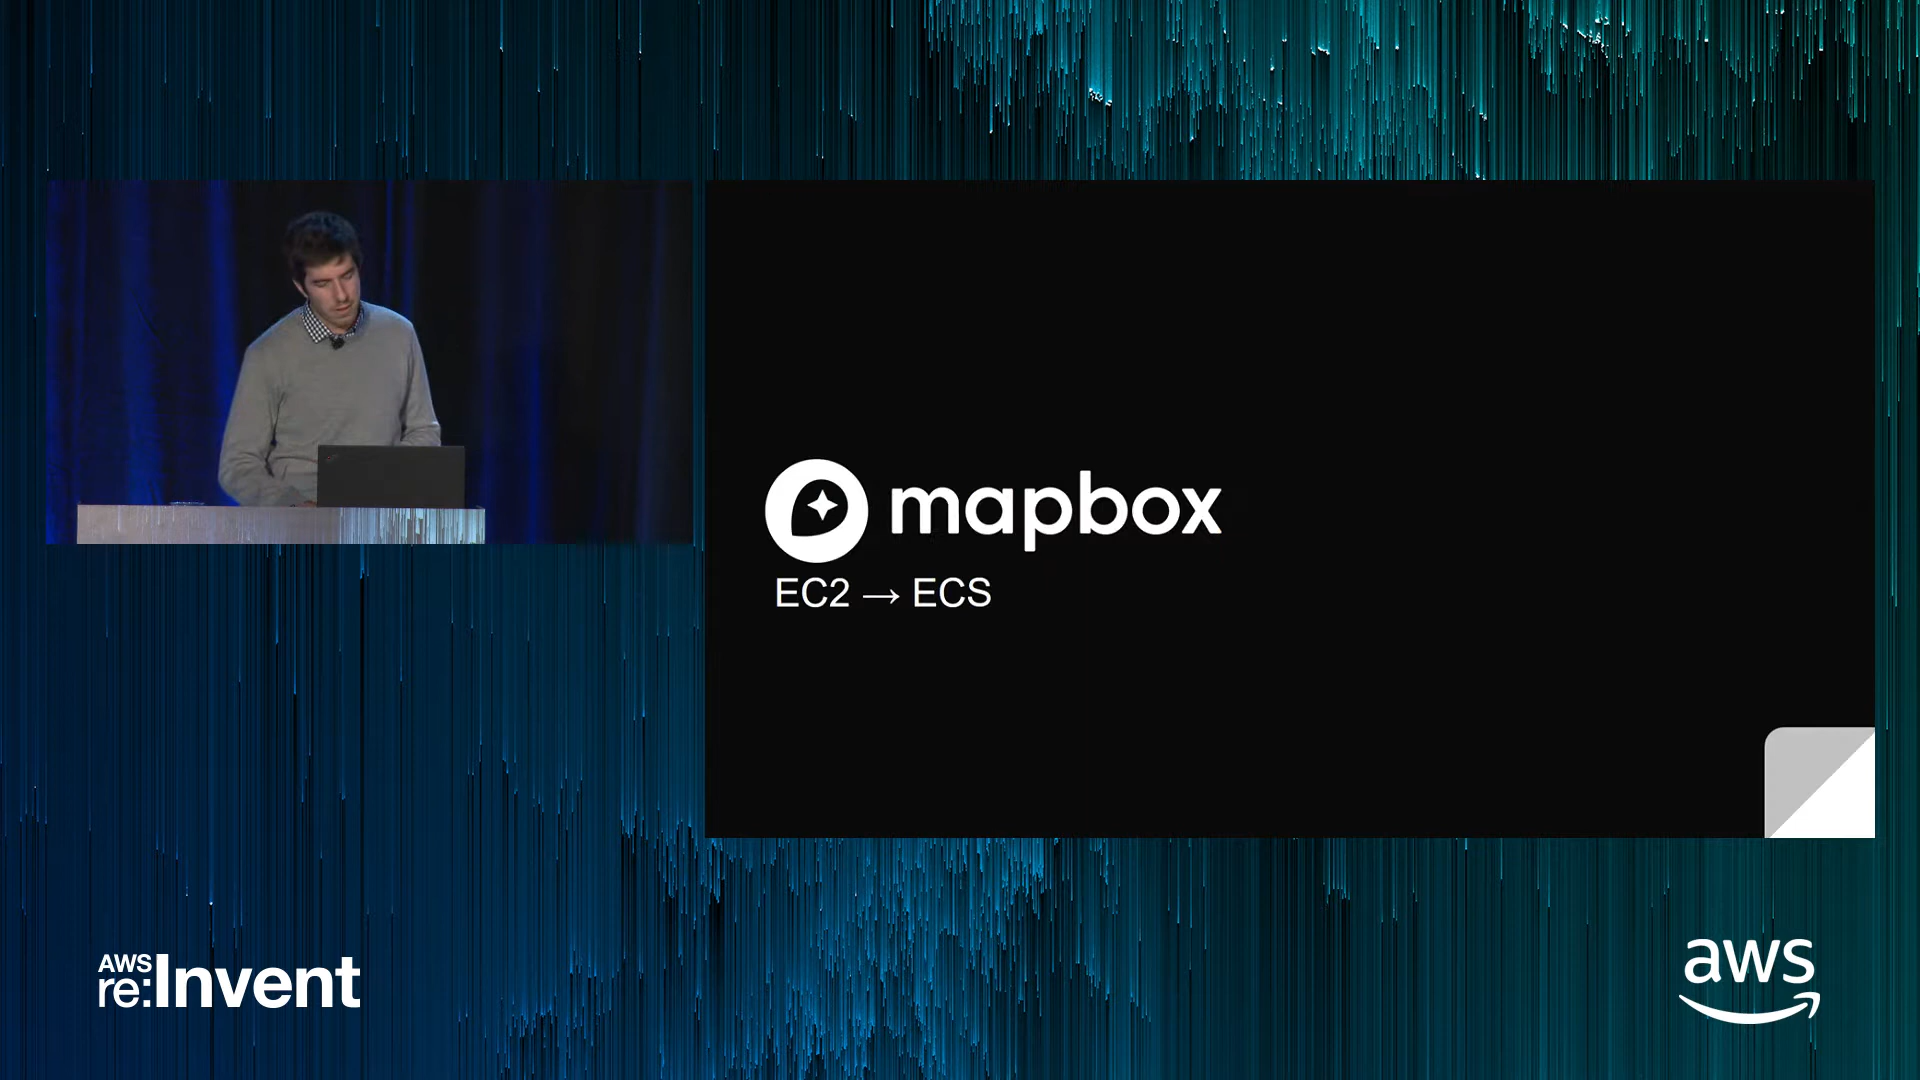 mapbox
EC2 → ECS
AWS
re:Invent
aws